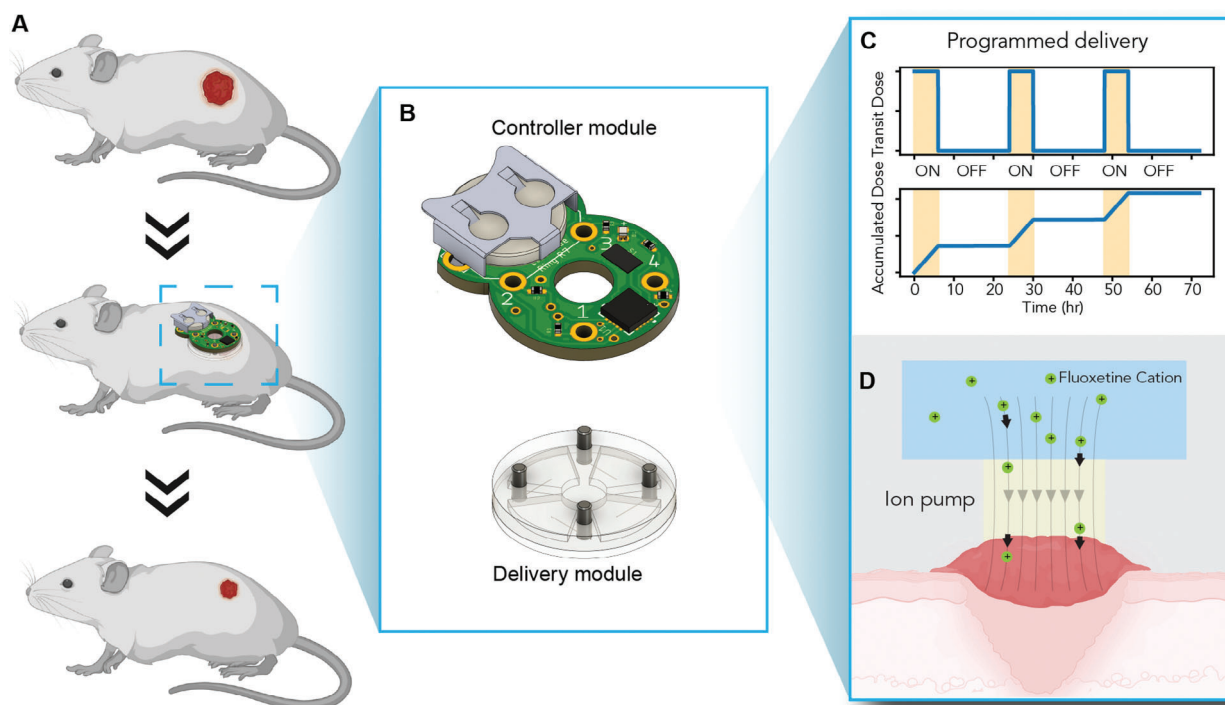 A
B
Controller module
3
4
2
1
Delivery module
C
Programmed delivery
Transit Dose
ON OFF ON OFF ON OFF
Accumulated Dose
0 10 20 30 40 50 60 70
Time (hr)
D
Fluoxetine Cation
+ + + + + + + + + + +
Ion pump